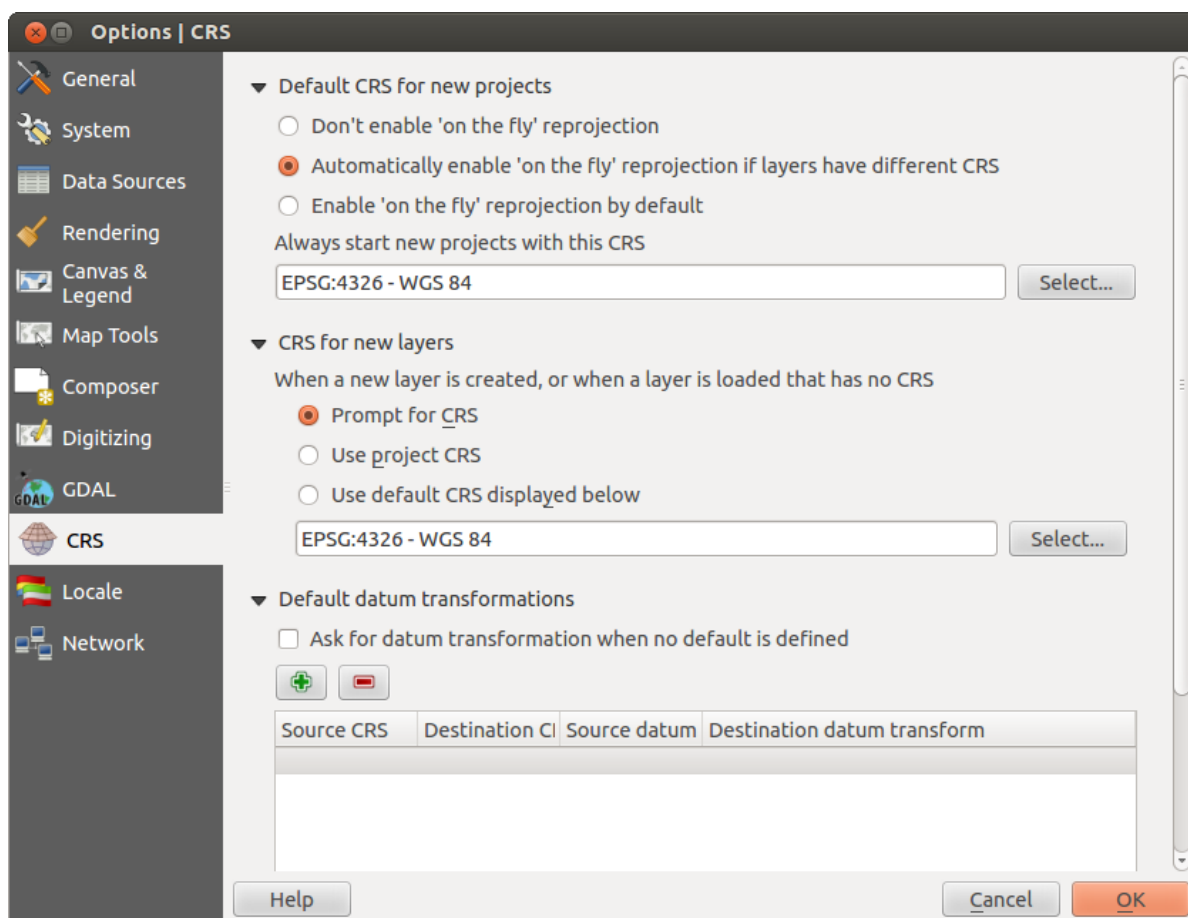 Options | CRS
General
System
Data Sources
Rendering
Canvas &
Legend
Map Tools
Composer
Digitizing
GDAL
GDAL
CRS
Locale
Network
Default CRS for new projects
Don't enable 'on the fly' reprojection
Automatically enable 'on the fly' reprojection if layers have different CRS
Enable 'on the fly' reprojection by default
Always start new projects with this CRS
EPSG:4326 - WGS 84
Select...
CRS for new layers
When a new layer is created, or when a layer is loaded that has no CRS
Prompt for CRS
Use project CRS
Use default CRS displayed below
EPSG:4326 - WGS 84
Select...
Default datum transformations
Ask for datum transformation when no default is defined
Source CRS
Destination CI
Source datum
Destination datum transform
Help
Cancel
OK